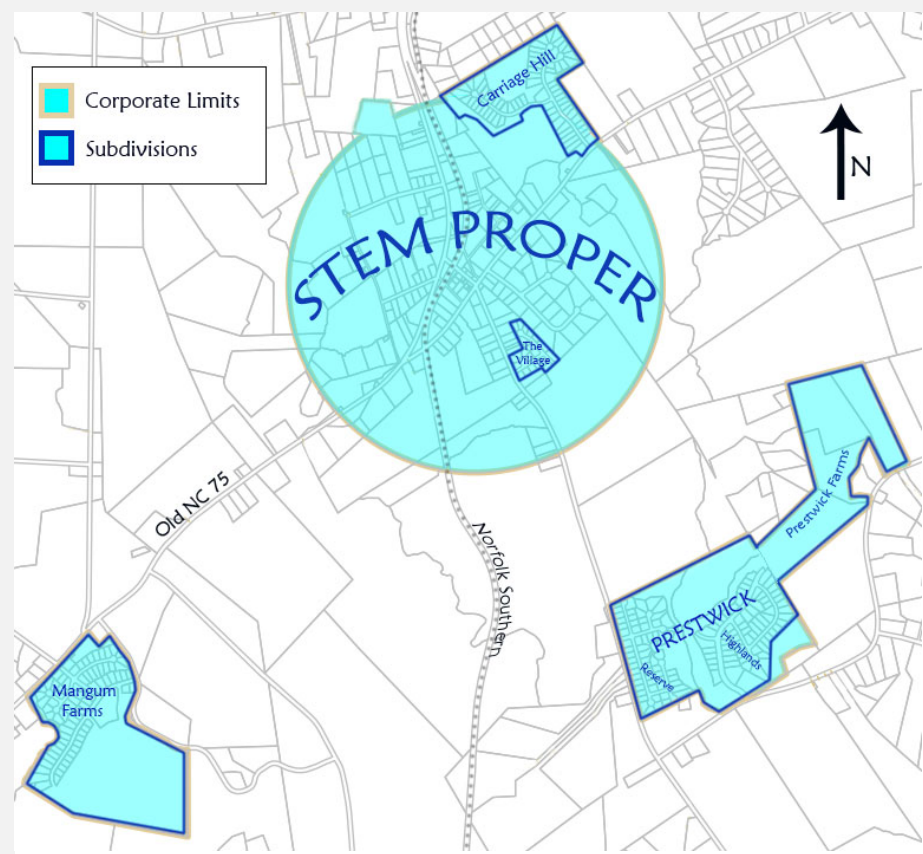 Corporate Limits
Subdivisions
Carriage Hill
N
STEM PROPER
The
Village
Old NC 75
Norfolk Southern
Prestwick Farms
PRESTWICK
Highlands
Reserve
Mangum
Farms